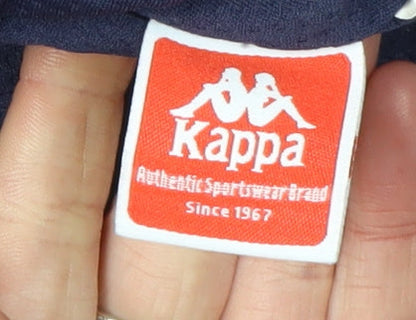 Kappa
Authentic Sportswear Brand
Since 1967